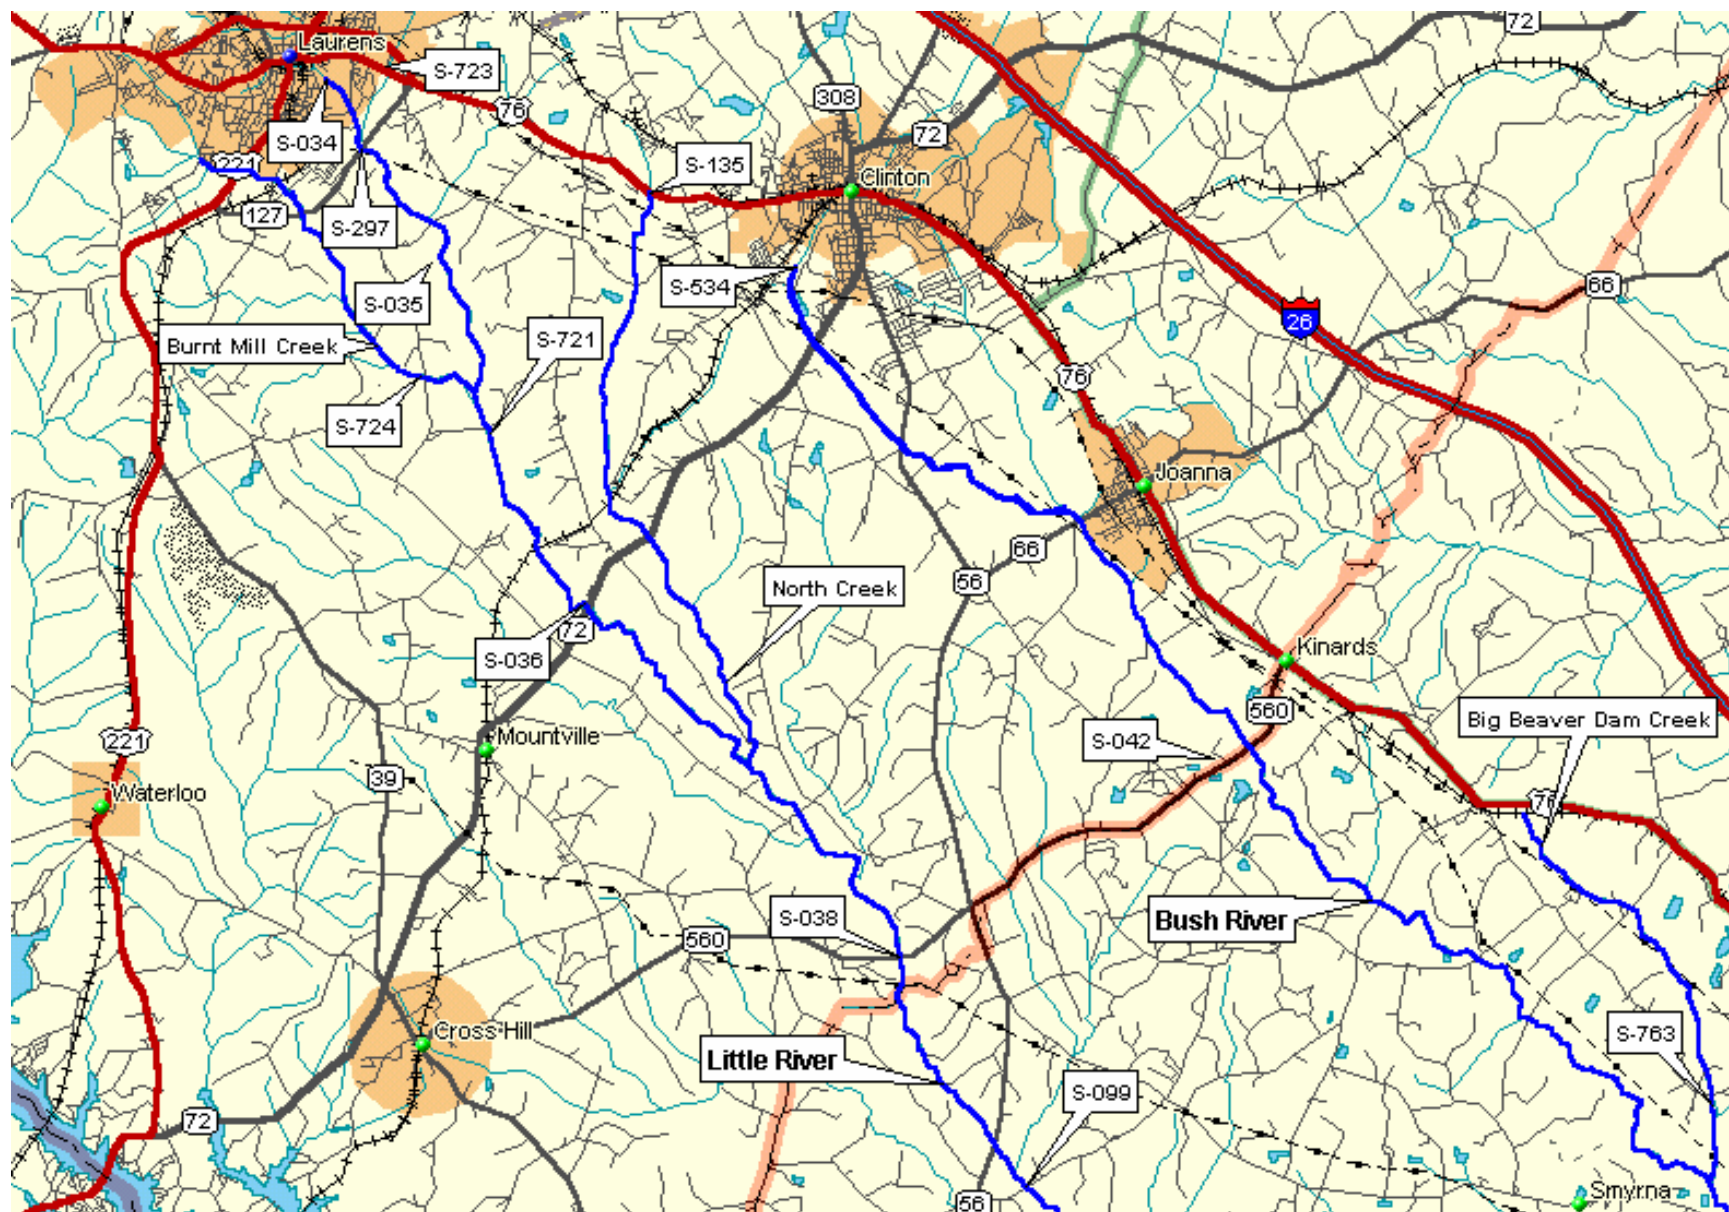 72
Laurens
S-723
76
308
S-034
72
S-135
221
Clinton
127
S-297
S-534
66
S-035
26
S-721
Burnt Mill Creek
76
S-724
Joanna
66
56
North Creek
72
S-036
Kinards
560
Big Beaver Dam Creek
221
Mountville
S-042
39
Waterloo
76
S-038
Bush River
560
Cross Hill
S-763
Little River
S-099
72
56
Smyrna